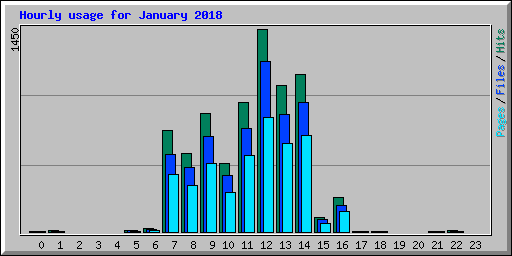 Hourly usage for January 2018
1450
Pages/Files/Hits
0 1 2 3 4 5 6 7 8 9 10 11 12 13 14 15 16 17 18 19 20 21 22 23